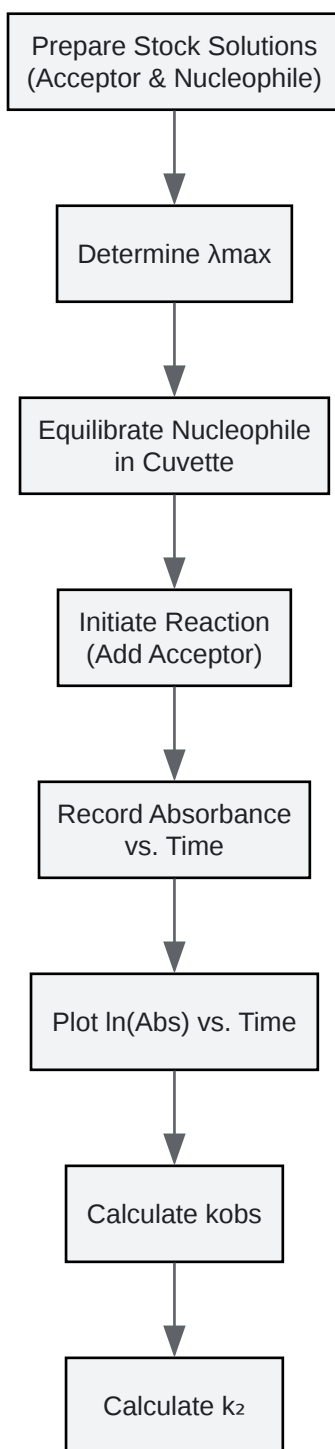 Prepare Stock Solutions
(Acceptor & Nucleophile)
Determine λmax
Equilibrate Nucleophile
in Cuvette
Initiate Reaction
(Add Acceptor)
Record Absorbance
vs. Time
Plot ln(Abs) vs. Time
Calculate kobs
Calculate k₂